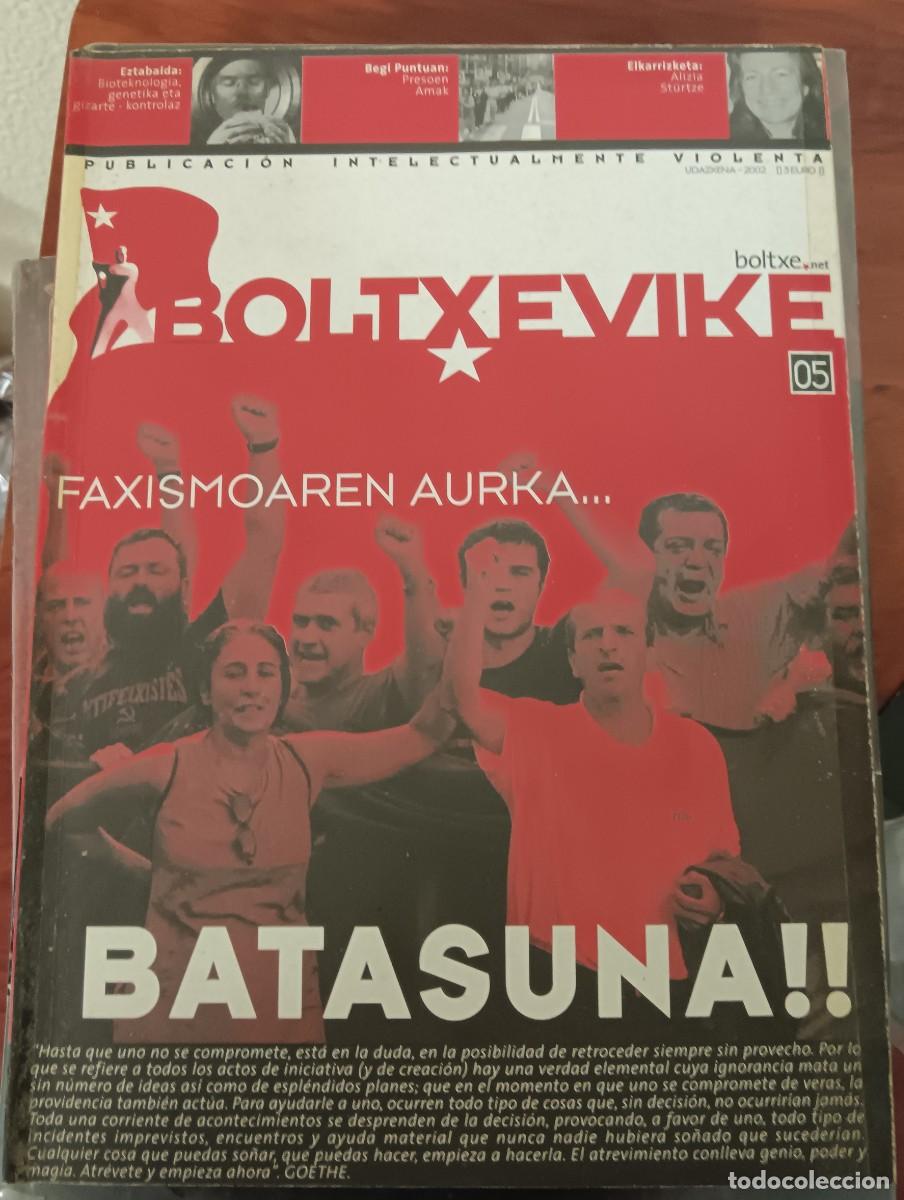 Eztabaida:
Bioteknologia,
genetika eta
gizarte - kontrolaz
Begi Puntuan:
Presoen
Amak
Elkarrizketa:
Alizia
Stürtze
PUBLICACIÓN INTELECTUALMENTE VIOLENTA
UDAZKENA - 2002 [] 3 EURO []
boltxe.net
BOLTXEVIKE
05
FAXISMOAREN AURKA...
BATASUNA!!
"Hasta que uno no se compromete, está en la duda, en la posibilidad de retroceder siempre sin provecho. Por lo
que se refiere a todos los actos de iniciativa (y de creación) hay una verdad elemental cuya ignorancia mata un
sin número de ideas así como de espléndidos planes; que en el momento en que uno se compromete de veras, la
providencia también actúa. Para ayudarle a uno, ocurren todo tipo de cosas que, sin decisión, no ocurrirían jamás.
Toda una corriente de acontecimientos se desprenden de la decisión, provocando, a favor de uno, todo tipo de
incidentes imprevistos, encuentros y ayuda material que nunca nadie hubiera soñado que sucederían.
Cualquier cosa que puedas soñar, que puedas hacer, empieza a hacerla. El atrevimiento conlleva genio, poder y
magia. Atrévete y empieza ahora". GOETHE.
todocoleccion